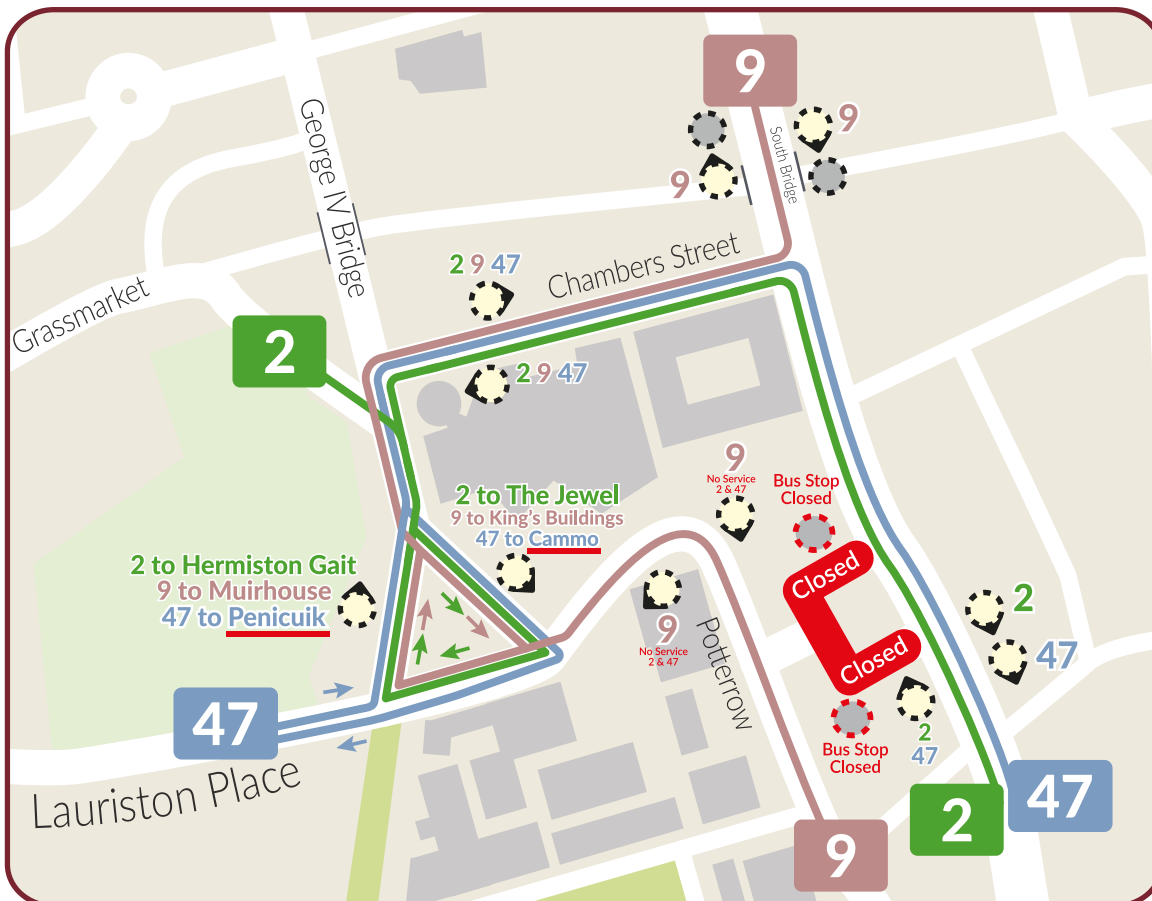 9
9
9
George IV Bridge
South Bridge
2 9 47
Chambers Street
Grassmarket
2
2 9 47
9
No Service
2 & 47
Bus Stop
Closed
2 to The Jewel
9 to King's Buildings
47 to Cammo
2 to Hermiston Gait
9 to Muirhouse
47 to Penicuik
Closed
Closed
9
No Service
2 & 47
Potterrow
2
47
2
47
Bus Stop
Closed
47
Lauriston Place
47
2
9